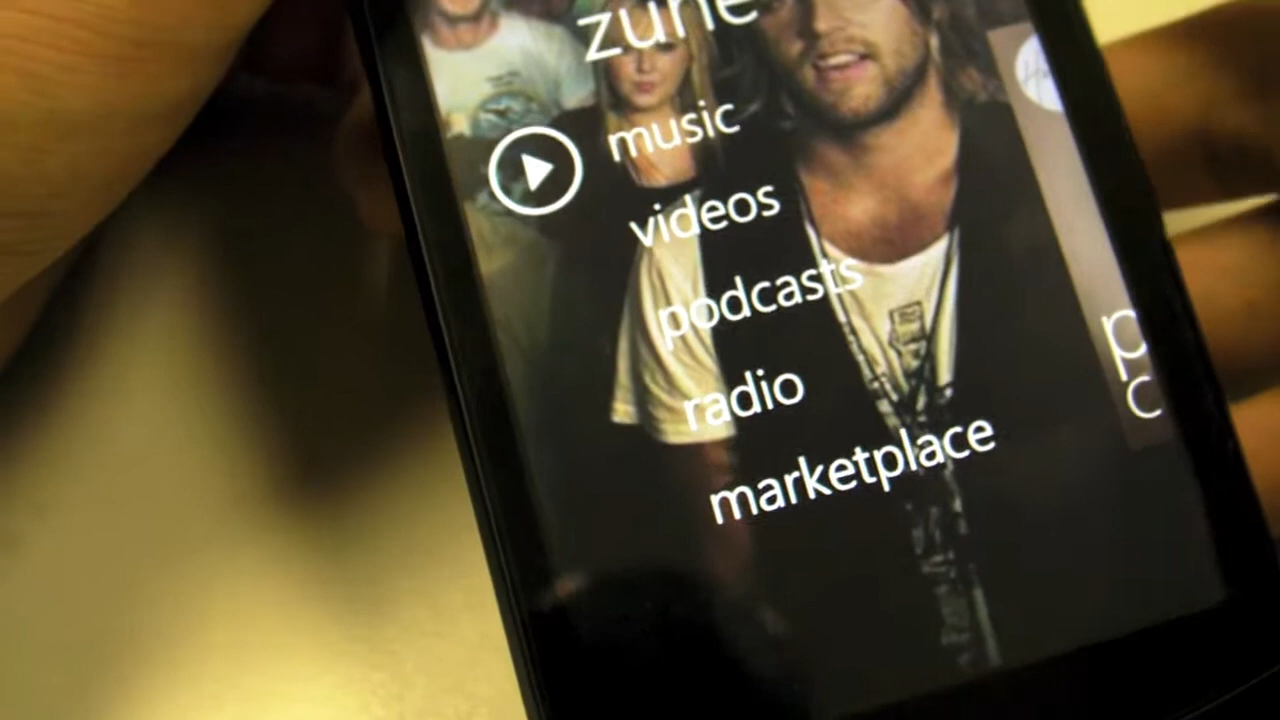 zune
music
videos
podcasts
radio
marketplace